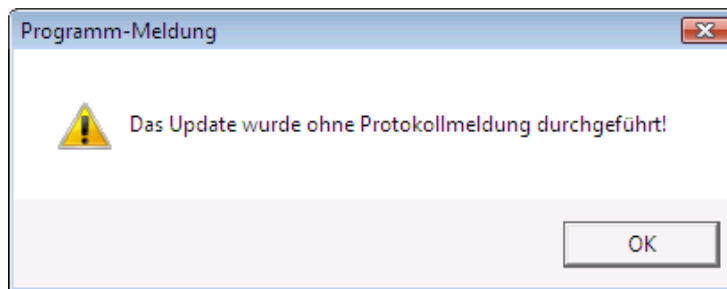 Programm-Meldung
Das Update wurde ohne Protokollmeldung durchgeführt!
OK